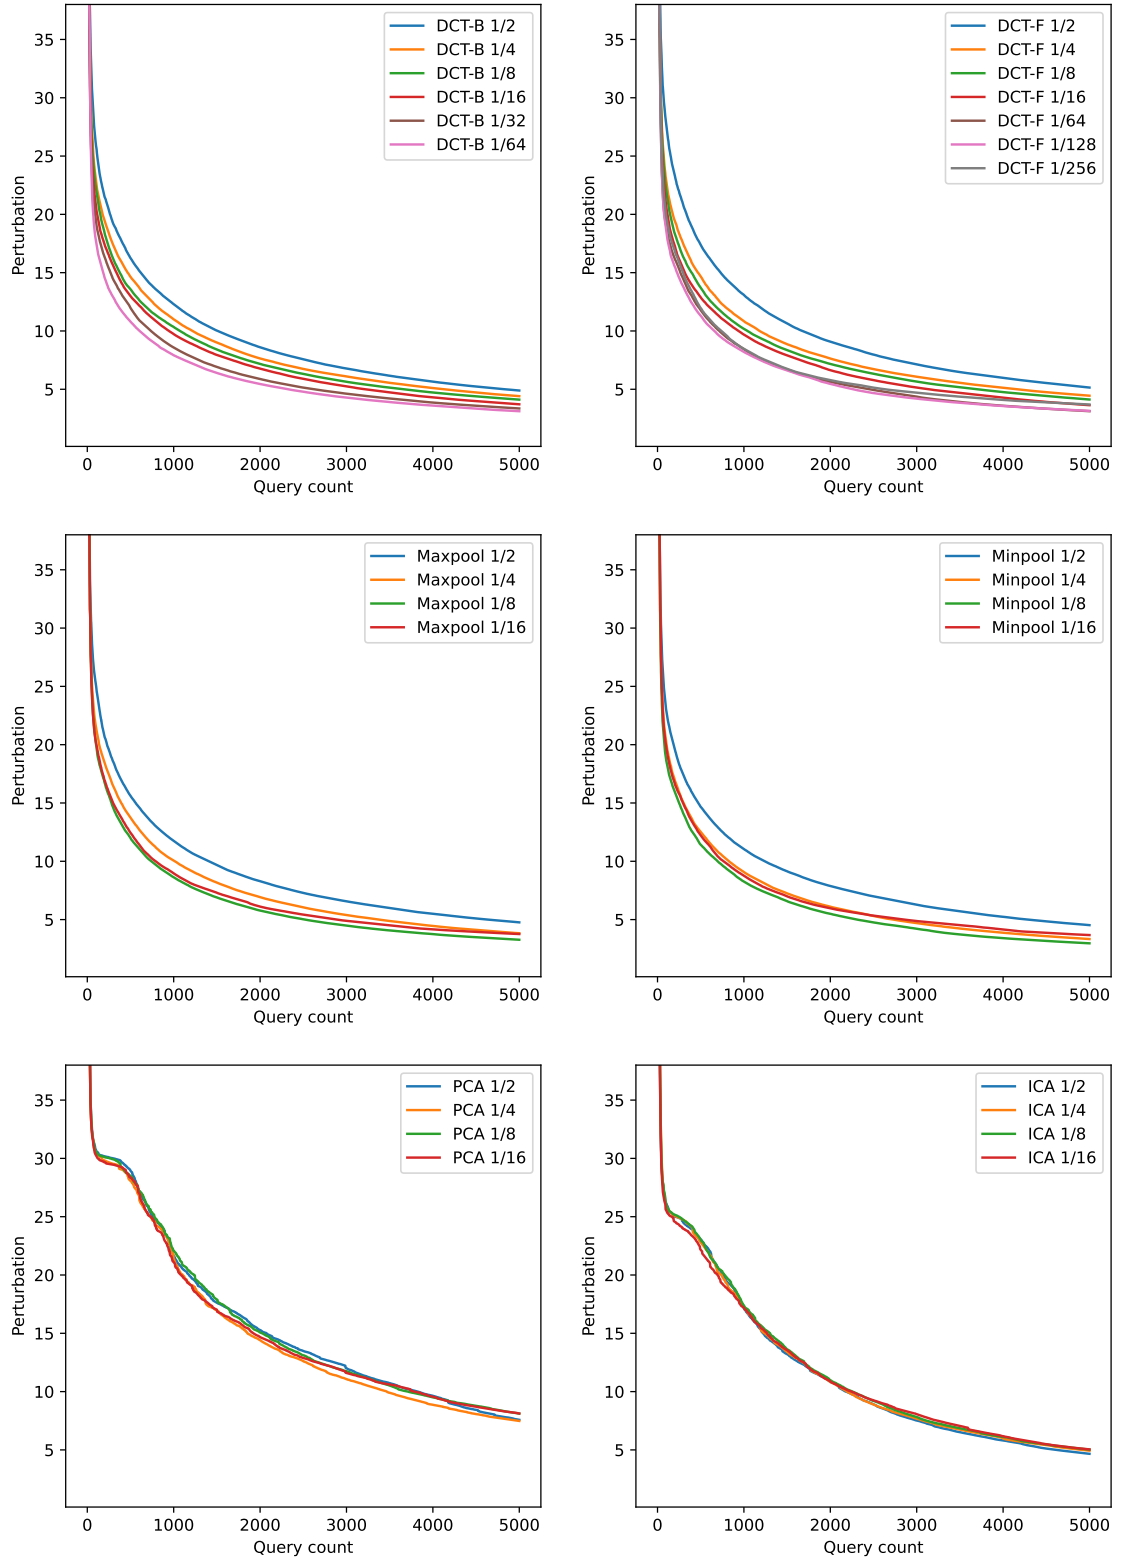 35
30
25
20
15
10
5
Perturbation
DCT-B 1/2
DCT-B 1/4
DCT-B 1/8
DCT-B 1/16
DCT-B 1/32
DCT-B 1/64
0 1000 2000 3000 4000 5000
Query count
35
30
25
20
15
10
5
Perturbation
DCT-F 1/2
DCT-F 1/4
DCT-F 1/8
DCT-F 1/16
DCT-F 1/64
DCT-F 1/128
DCT-F 1/256
0 1000 2000 3000 4000 5000
Query count
35
30
25
20
15
10
5
Perturbation
Maxpool 1/2
Maxpool 1/4
Maxpool 1/8
Maxpool 1/16
0 1000 2000 3000 4000 5000
Query count
35
30
25
20
15
10
5
Perturbation
Minpool 1/2
Minpool 1/4
Minpool 1/8
Minpool 1/16
0 1000 2000 3000 4000 5000
Query count
35
30
25
20
15
10
5
Perturbation
PCA 1/2
PCA 1/4
PCA 1/8
PCA 1/16
0 1000 2000 3000 4000 5000
Query count
35
30
25
20
15
10
5
Perturbation
ICA 1/2
ICA 1/4
ICA 1/8
ICA 1/16
0 1000 2000 3000 4000 5000
Query count